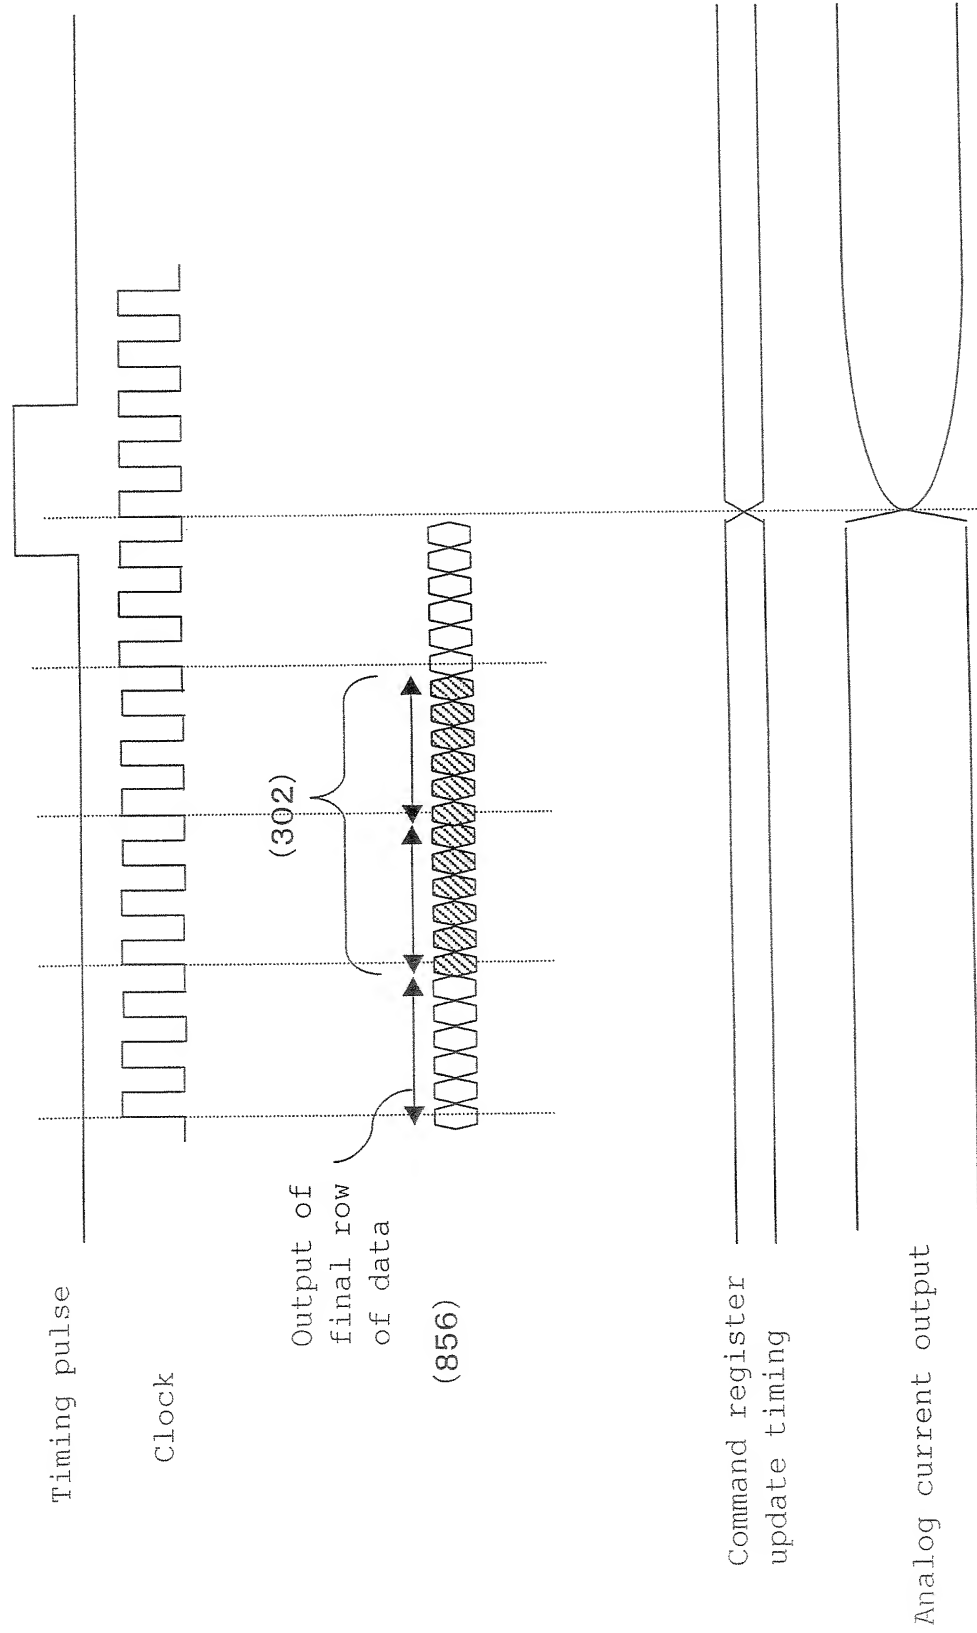 Timing pulse
Clock
(302)
Output of
final row
of data
(856)
Command register
update timing
Analog current output